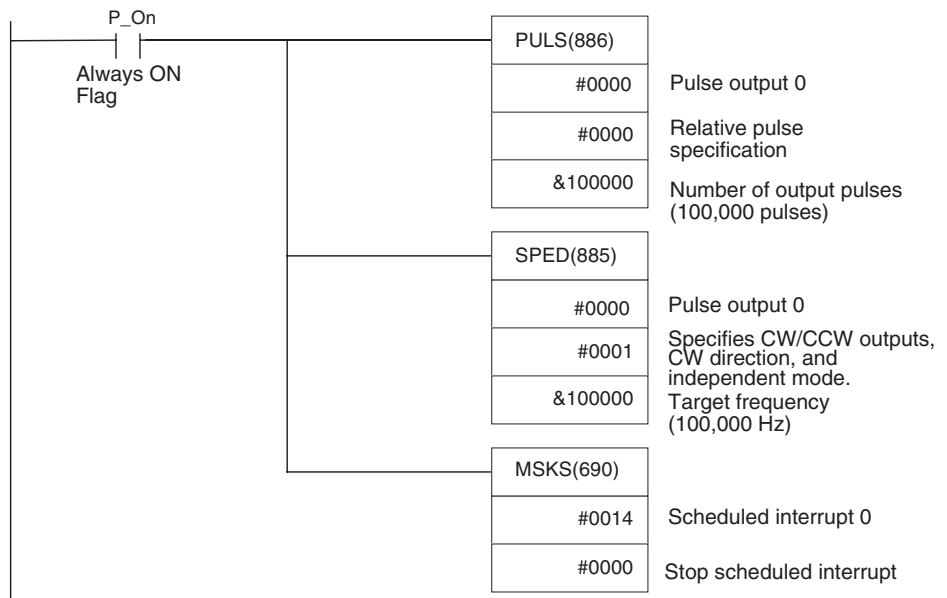 P_On
Always ON
Flag
PULS(886)
#0000 Pulse output 0
#0000 Relative pulse
specification
&100000 Number of output pulses
(100,000 pulses)
SPED(885)
#0000 Pulse output 0
#0001 Specifies CW/CCW outputs,
CW direction, and
independent mode.
&100000 Target frequency
(100,000 Hz)
MSKS(690)
#0014 Scheduled interrupt 0
#0000 Stop scheduled interrupt